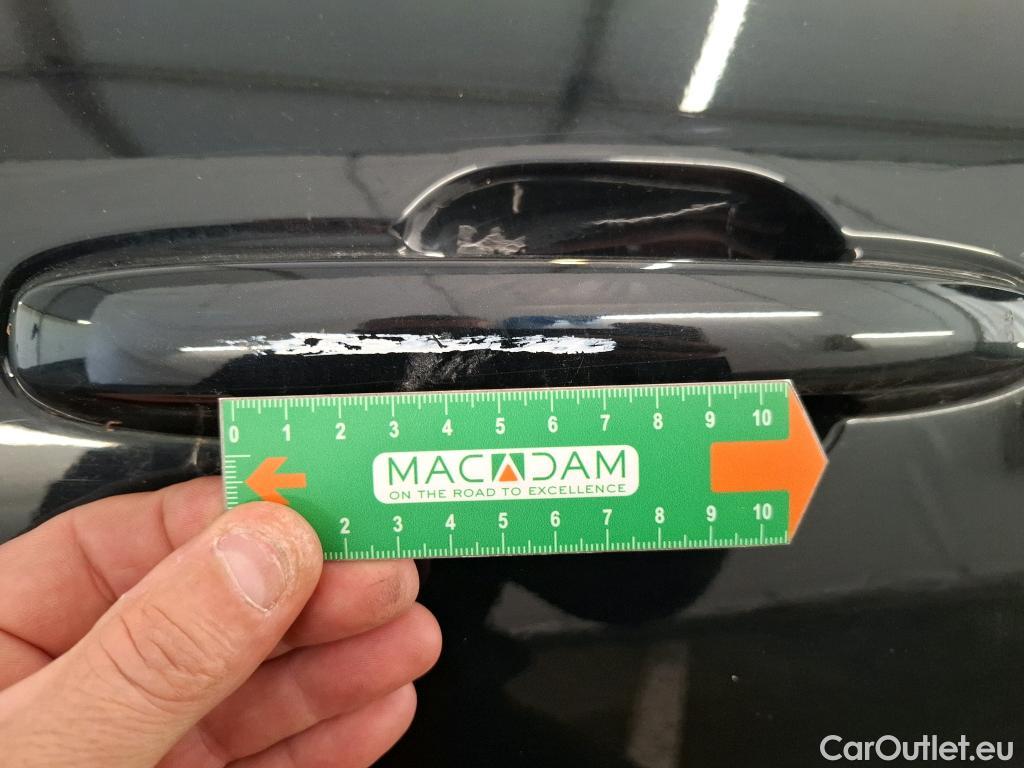 0 1 2 3 4 5 6 7 8 9 10
MACADAM
ON THE ROAD TO EXCELLENCE
2 3 4 5 6 7 8 9 10
CarOutlet.eu